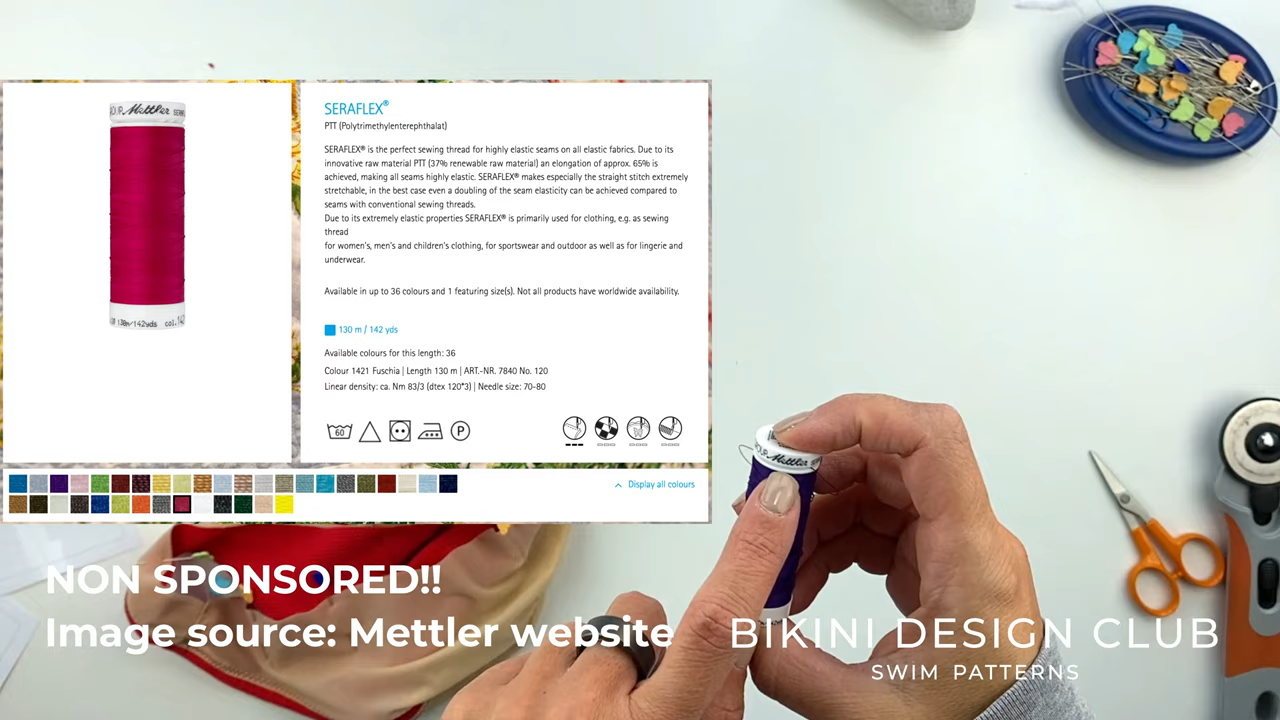 Mettler
SERAFLEX®
PTT (Polytrimethylenterephthalat)
SERAFLEX® is the perfect sewing thread for highly elastic seams on all elastic fabrics. Due to its
innovative raw material PTT (37% renewable raw material) an elongation of approx. 65% is
achieved, making all seams highly elastic. SERAFLEX® makes especially the straight stitch extremely
stretchable, in the best case even a doubling of the seam elasticity can be achieved compared to
seams with conventional sewing threads.
Due to its extremely elastic properties SERAFLEX® is primarily used for clothing, e.g. as sewing
thread
for women's, men's and children's clothing, for sportswear and outdoor as well as for lingerie and
underwear.
Available in up to 36 colours and 1 featuring size(s). Not all products have worldwide availability.
130 m / 142 yds
Available colours for this length: 36
Colour 1421 Fuschia | Length 130 m | ART.-NR. 7840 No. 120
Linear density: ca. Nm 83/3 (dtex 120*3) | Needle size: 70-80
130m/142yds
60
P
Display all colours
Mettler
NON SPONSORED!!
Image source: Mettler website
BIKINI DESIGN CLUB
SWIM PATTERNS